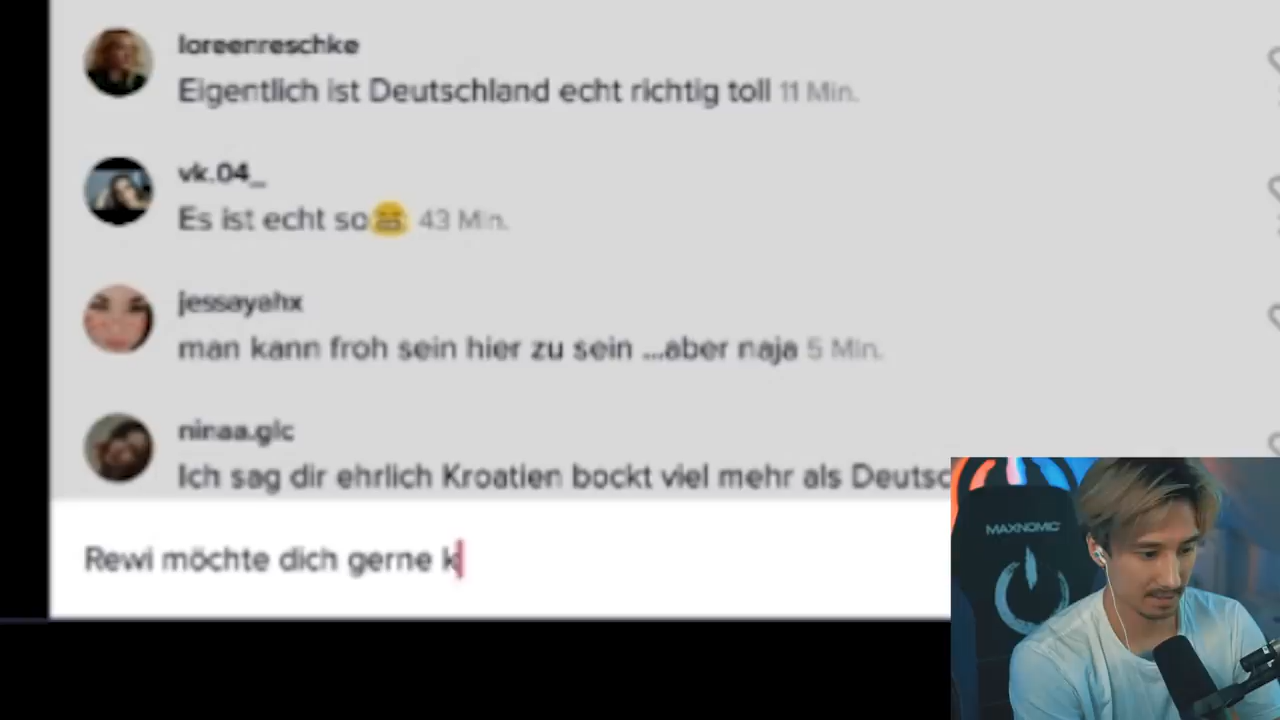 loreenreschke
Eigentlich ist Deutschland echt richtig toll 11 Min.
vk.04_
Es ist echt so😫 43 Min.
jessayahx
man kann froh sein hier zu sein ...aber naja 5 Min.
ninaa.glc
Ich sag dir ehrlich Kroatien bockt viel mehr als Deutsc
MAXNOMIC
Rewi möchte dich gerne k